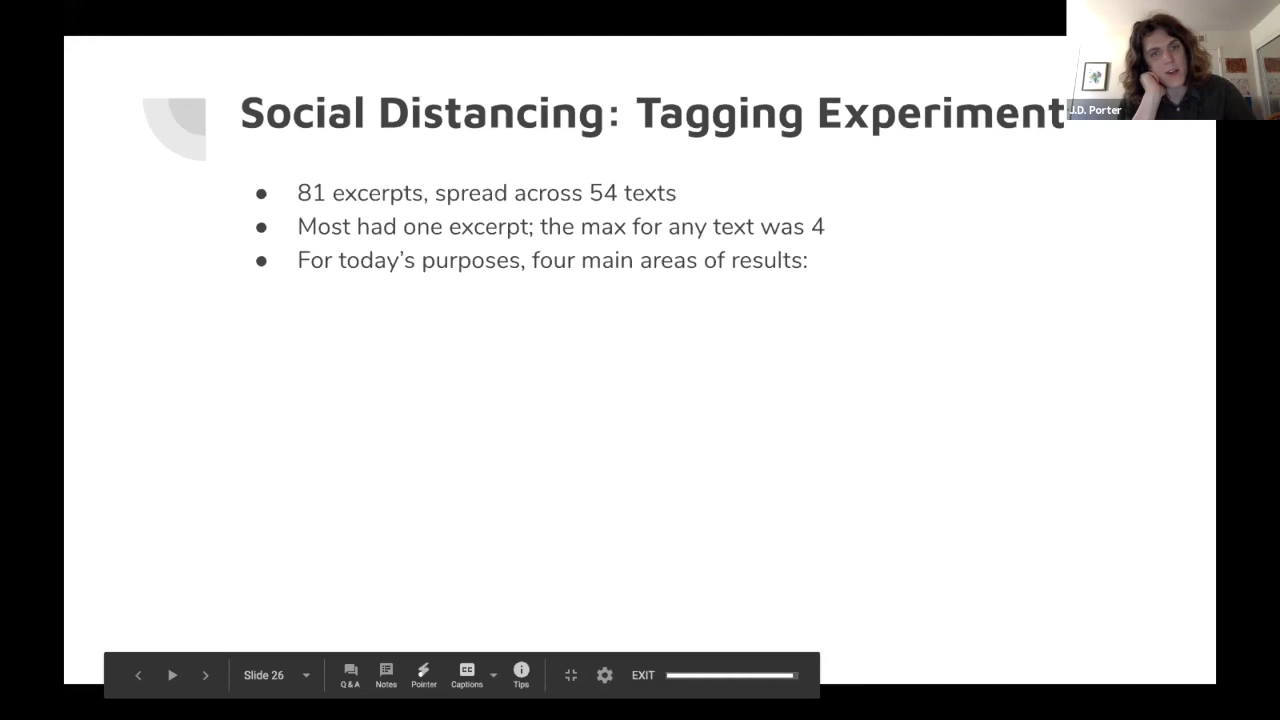 Social Distancing: Tagging Experiment
J.D. Porter
● 81 excerpts, spread across 54 texts
● Most had one excerpt; the max for any text was 4
● For today’s purposes, four main areas of results:
Slide 26
Q & A
Notes
Pointer
CC
Captions
Tips
EXIT